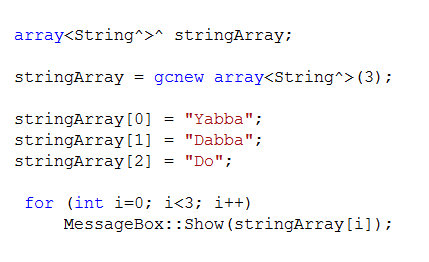 array<String^>^ stringArray;
stringArray = gcnew array<String^>(3);
stringArray[0] = "Yabba";
stringArray[1] = "Dabba";
stringArray[2] = "Do";
for (int i=0; i<3; i++)
MessageBox::Show(stringArray[i]);